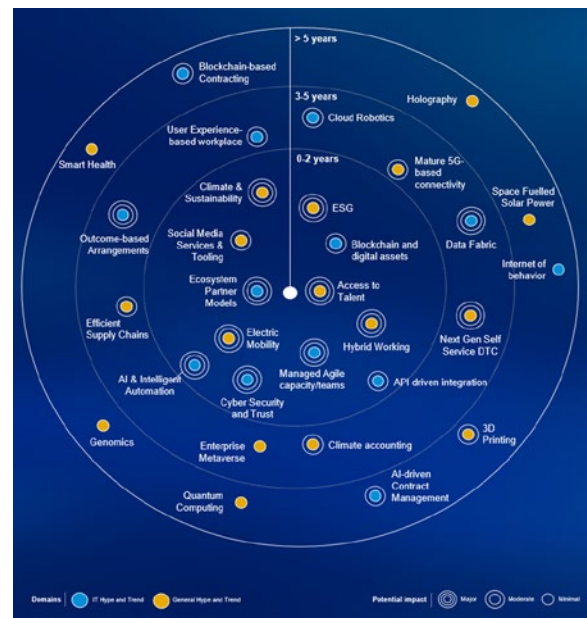 > 5 years
Blockchain-based
Contracting
3-5 years
Holography
Cloud Robotics
User Experience-
based workplace
0-2 years
Smart Health
Mature 5G-
based
connectivity
Climate &
Sustainability
ESG
Space Fuelled
Solar Power
Outcome-based
Arrangements
Social Media
Services &
Tooling
Blockchain and
digital assets
Data Fabric
Internet of
behavior
Ecosystem
Partner
Models
Access to
Talent
Efficient
Supply Chains
Electric
Mobility
Hybrid Working
Next Gen Self
Service DTC
AI & Intelligent
Automation
Managed Agile
capacity/teams
Cyber Security
and Trust
API driven integration
Genomics
Enterprise
Metaverse
Climate accounting
3D
Printing
Quantum
Computing
AI-driven
Contract
Management
Domains
IT Hype and Trend
General Hype and Trend
Potential impact
Major
Moderate
Minimal